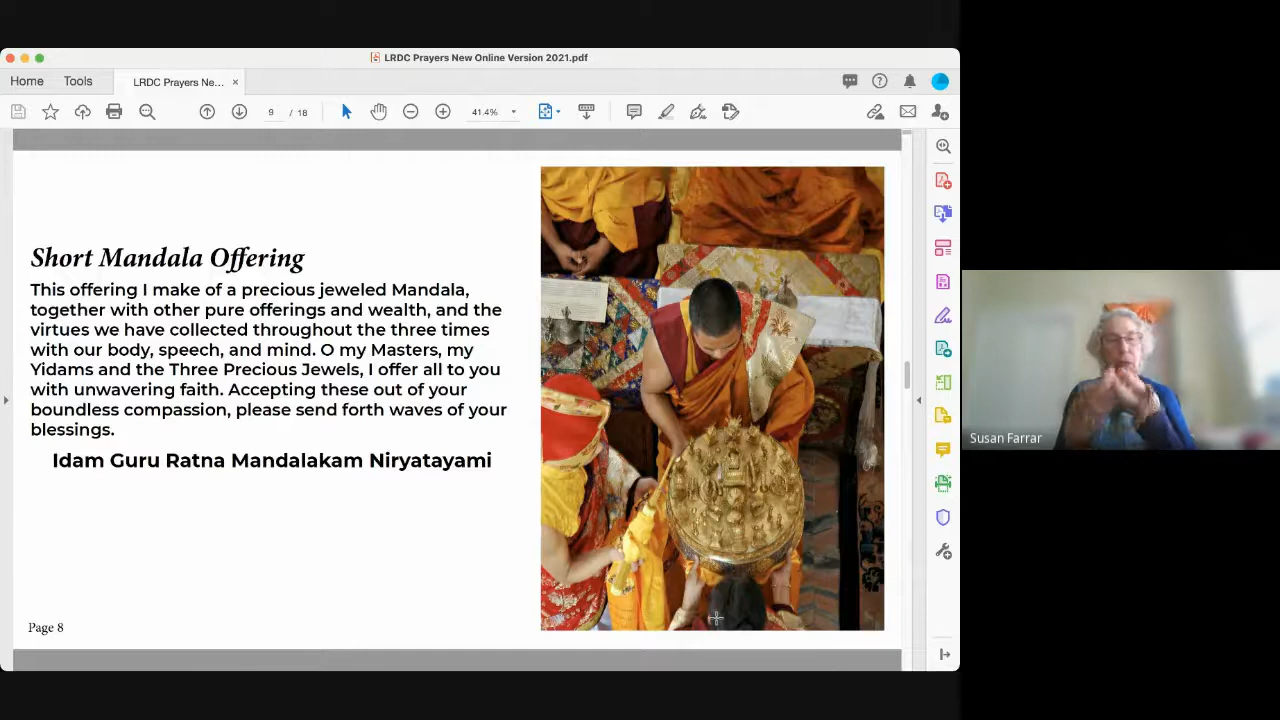 LRDC Prayers New Online Version 2021.pdf
Home
Tools
LRDC Prayers Ne...
9 / 18
41.4%
Short Mandala Offering
This offering I make of a precious jeweled Mandala,
together with other pure offerings and wealth, and the
virtues we have collected throughout the three times
with our body, speech, and mind. O my Masters, my
Yidams and the Three Precious Jewels, I offer all to you
with unwavering faith. Accepting these out of your
boundless compassion, please send forth waves of your
blessings.
Idam Guru Ratna Mandalakam Niryatayami
Page 8
Susan Farrar